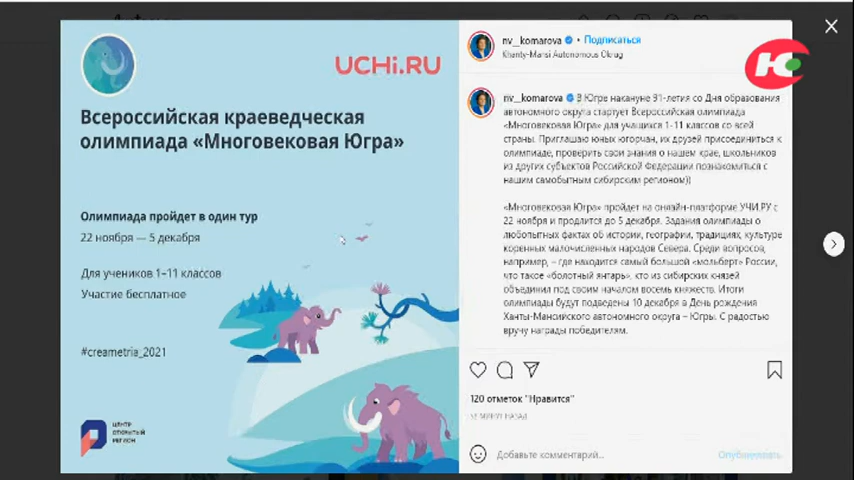 UCHi.RU
Всероссийская краеведческая
олимпиада «Многовековая Югра»
Олимпиада пройдет в один тур
22 ноября — 5 декабря
Для учеников 1–11 классов
Участие бесплатное
#creametria_2021
ЦЕНТР
ОТКРЫТЫЙ
РЕГИОН
nv__komarova • Подписаться
Khanty-Mansi Autonomous Okrug
Ю
nv__komarova В Югре накануне 91-летия со Дня образования
автономного округа стартует Всероссийская олимпиада
«Многовековая Югра» для учащихся 1-11 классов со всей
страны. Приглашаю юных югорчан, их друзей присоединиться к
олимпиаде, проверить свои знания о нашем крае, школьников
из других субъектов Российской Федерации познакомиться с
нашим самобытным сибирским регионом))
«Многовековая Югра» пройдет на онлайн-платформе УЧИ.РУ с
22 ноября и продлится до 5 декабря. Задания олимпиады о
любопытных фактах об истории, географии, традициях, культуре
коренных малочисленных народов Севера. Среди вопросов,
например, – где находится самый большой «мольберт» России,
что такое «болотный янтарь», кто из сибирских князей
объединил под своим началом восемь княжеств. Итоги
олимпиады будут подведены 10 декабря в День рождения
Ханты-Мансийского автономного округа – Югры. С радостью
вручу награды победителям.
120 отметок "Нравится"
МИНУТ НАЗАД
Добавьте комментарий...
Опубликовать